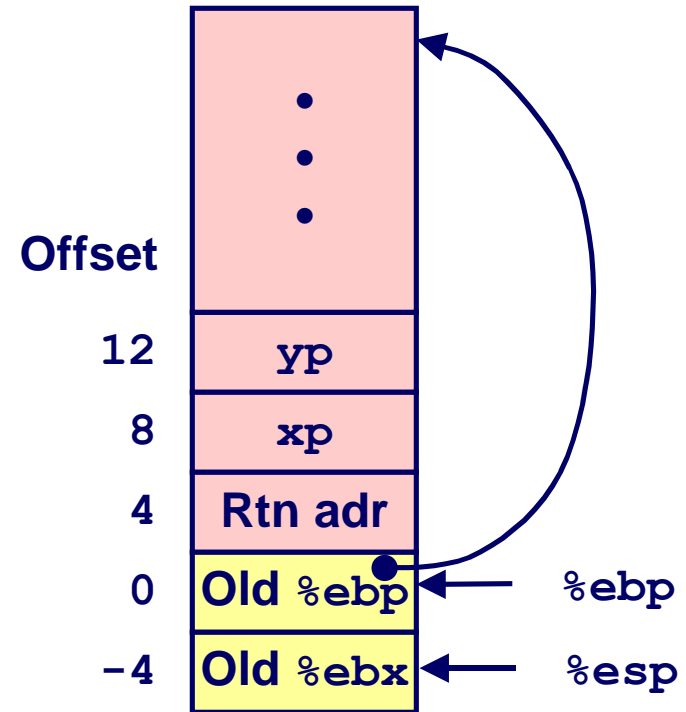 Offset
12 yp
8 xp
4 Rtn adr
0 Old %ebp %ebp
-4 Old %ebx %esp